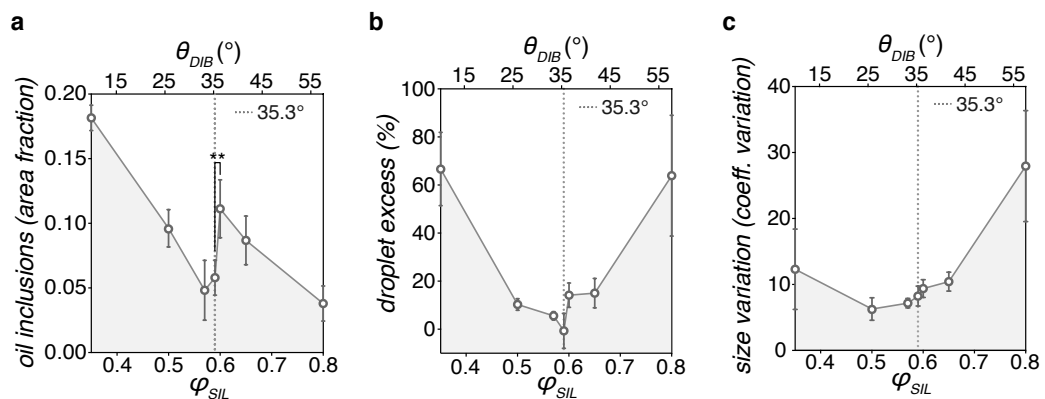 a
θDIB (°)
15 25 35 45 55
35.3°
**
oil inclusions (area fraction)
0.20
0.15
0.10
0.05
0.00
0.4 0.5 0.6 0.7 0.8
φSIL
b
θDIB (°)
15 25 35 45 55
35.3°
droplet excess (%)
100
80
60
40
20
0
0.4 0.5 0.6 0.7 0.8
φSIL
c
θDIB (°)
15 25 35 45 55
35.3°
size variation (coeff. variation)
40
30
20
10
0
0.4 0.5 0.6 0.7 0.8
φSIL